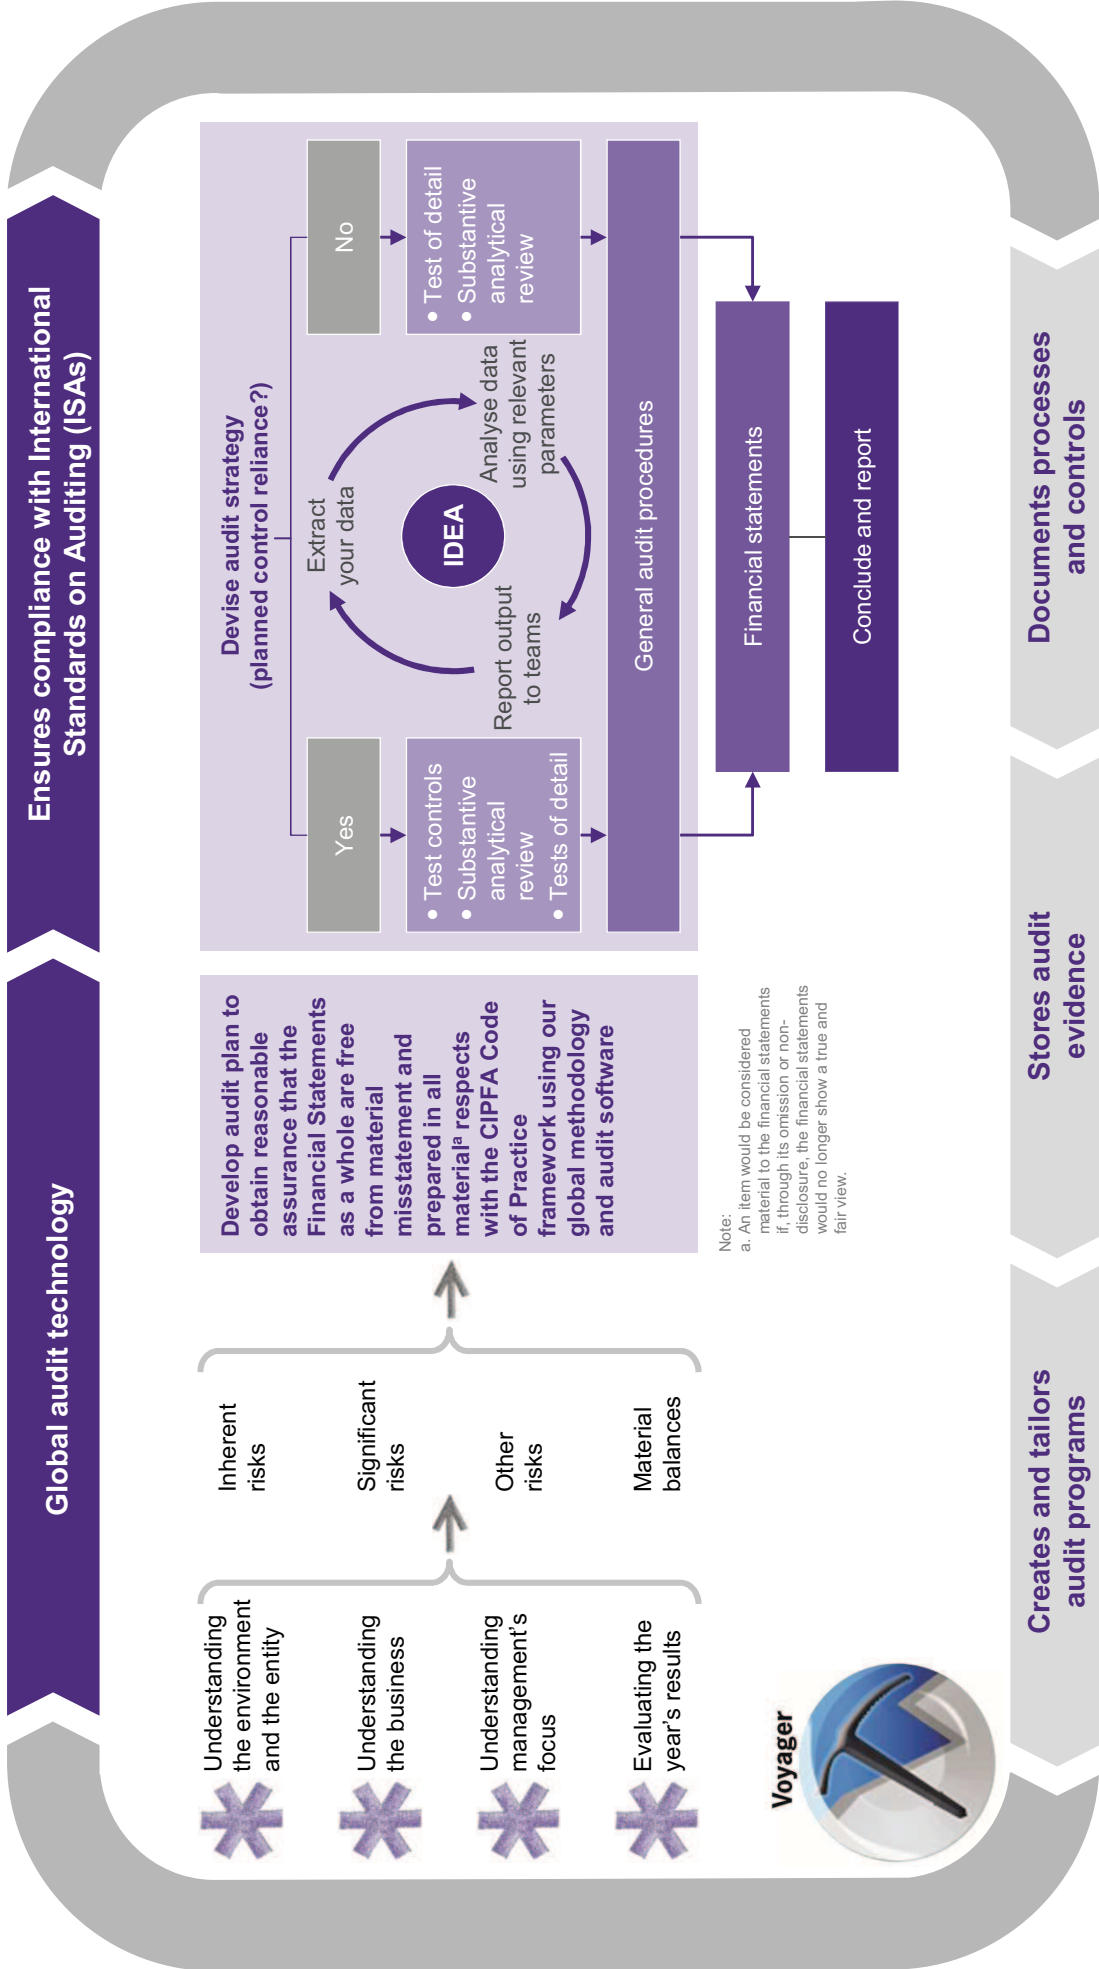 Global audit technology
Ensures compliance with International
Standards on Auditing (ISAs)
Understanding
the environment
and the entity
Understanding
the business
Understanding
management's
focus
Evaluating the
year's results
Inherent
risks
Significant
risks
Other
risks
Material
balances
Develop audit plan to
obtain reasonable
assurance that the
Financial Statements
as a whole are free
from material
misstatement and
prepared in all
materialª respects
with the CIPFA Code
of Practice
framework using our
global methodology
and audit software
Note:
a. An item would be considered
material to the financial statements
if, through its omission or non-
disclosure, the financial statements
would no longer show a true and
fair view.
Devise audit strategy
(planned control reliance?)
Yes
No
• Test controls
• Substantive
analytical
review
• Tests of detail
Extract
your data
IDEA
Analyse data
using relevant
parameters
Report output
to teams
• Test of detail
• Substantive
analytical
review
General audit procedures
Financial statements
Conclude and report
Voyager
Creates and tailors
audit programs
Stores audit
evidence
Documents processes
and controls